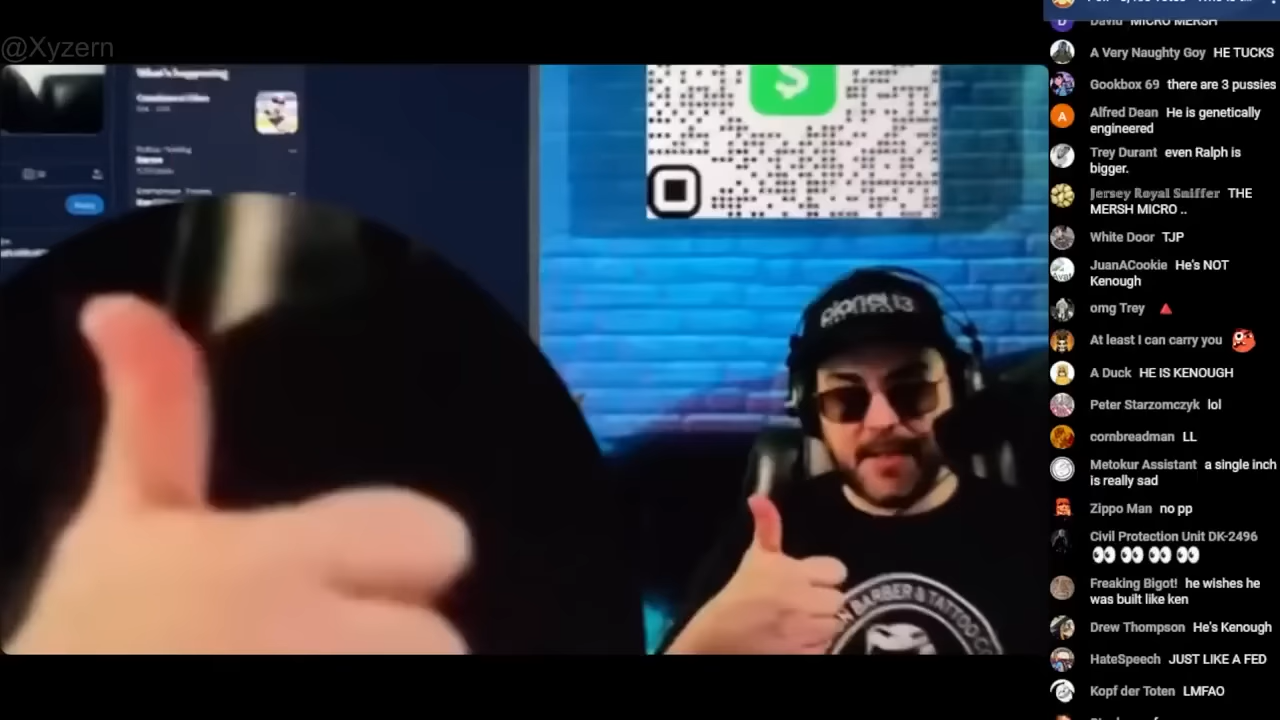 @Xyzern
What's happening
$
planet 13
BARBER & TATTOO CO
David MICRO MERSH
A Very Naughty Goy HE TUCKS
Gookbox 69 there are 3 pussies
A
Alfred Dean He is genetically
engineered
Trey Durant even Ralph is
bigger.
Jersey Royal Sniffer THE
MERSH MICRO ..
White Door TJP
JuanACookie He's NOT
Kenough
omg Trey 🔺
At least I can carry you
A Duck HE IS KENOUGH
Peter Starzomczyk lol
cornbreadman LL
Metokur Assistant a single inch
is really sad
Zippo Man no pp
Civil Protection Unit DK-2496
👀 👀 👀 👀
Freaking Bigot! he wishes he
was built like ken
Drew Thompson He's Kenough
HateSpeech JUST LIKE A FED
Kopf der Toten LMFAO